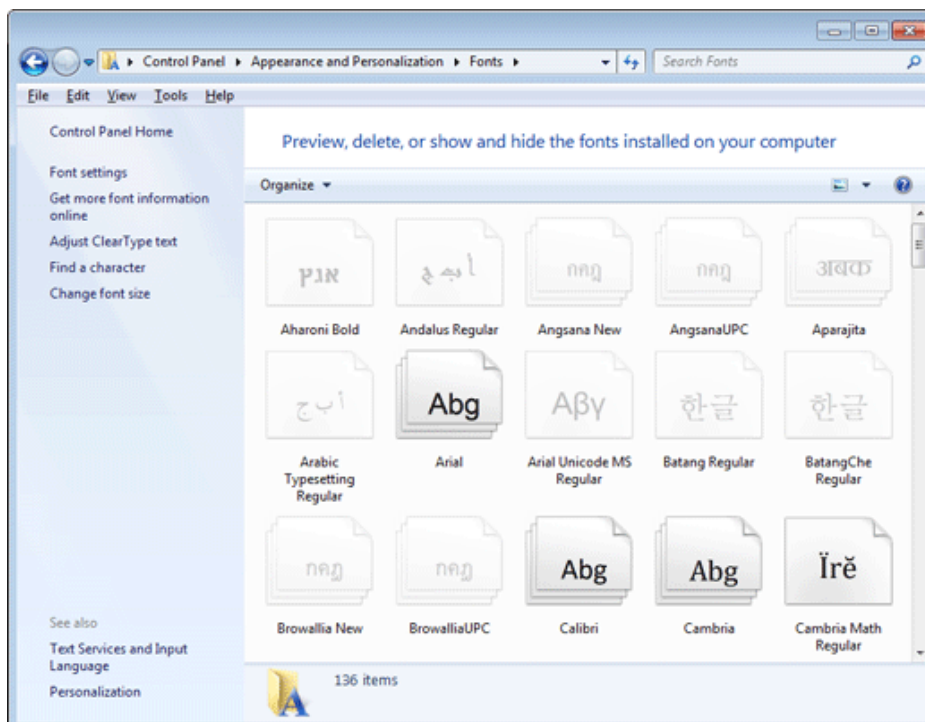 Control Panel Appearance and Personalization Fonts Search Fonts
File Edit View Tools Help
Control Panel Home
Font settings
Get more font information
online
Adjust ClearType text
Find a character
Change font size
See also
Text Services and Input
Language
Personalization
Preview, delete, or show and hide the fonts installed on your computer
Organize
אבץ
أ ب ج
กคฎ
กคฎ
अबक
Aharoni Bold
Andalus Regular
Angsana New
AngsanaUPC
Aparajita
أ ب ج
Abg
Αβγ
한글
한글
Arabic
Typesetting
Regular
Arial
Arial Unicode MS
Regular
Batang Regular
BatangChe
Regular
กคฎ
กคฎ
Abg
Abg
Ïrĕ
Browallia New
BrowalliaUPC
Calibri
Cambria
Cambria Math
Regular
136 items